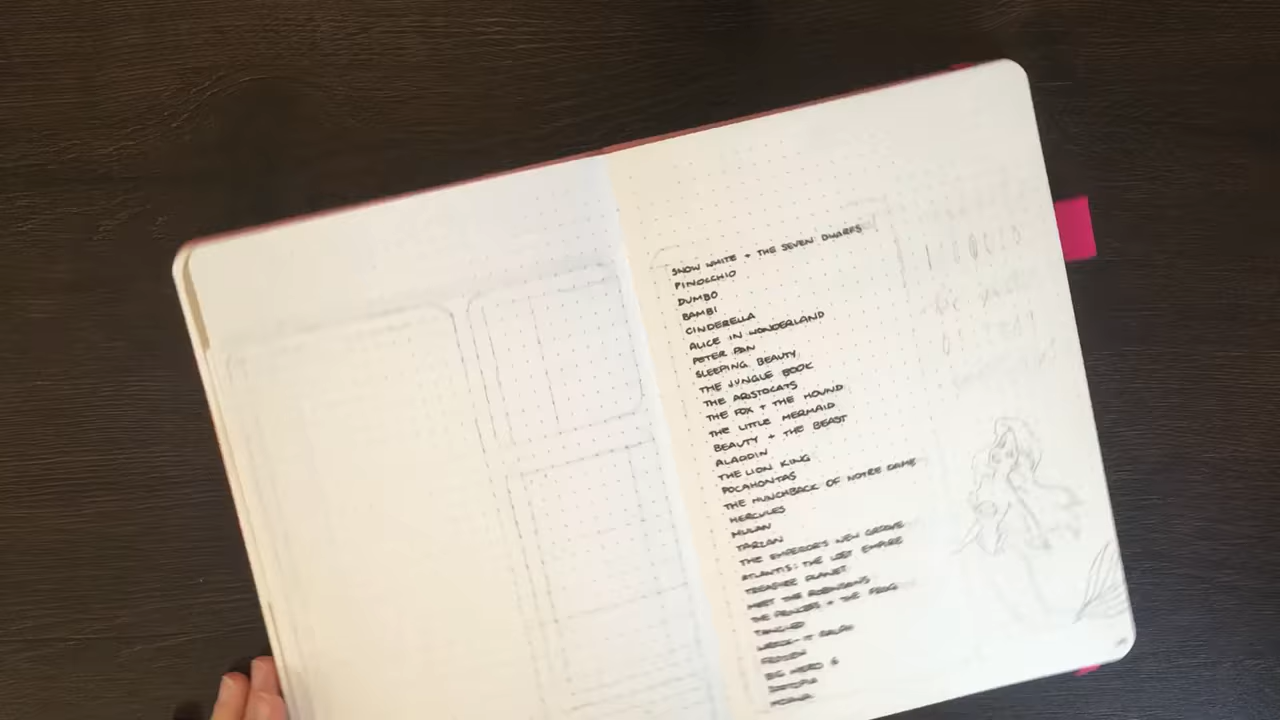 SNOW WHITE + THE SEVEN DWARFS
PINOCCHIO
DUMBO
BAMBI
CINDERELLA
ALICE IN WONDERLAND
PETER PAN
SLEEPING BEAUTY
THE JUNGLE BOOK
THE ARISTOCATS
THE FOX + THE HOUND
THE LITTLE MERMAID
BEAUTY + THE BEAST
ALADDIN
THE LION KING
POCAHONTAS
THE HUNCHBACK OF NOTRE DAME
HERCULES
MULAN
TARZAN
THE EMPEROR'S NEW GROOVE
ATLANTIS: THE LOST EMPIRE
TREASURE PLANET
MEET THE ROBINSONS
THE PRINCESS + THE FROG
TANGLED
WRECK-IT RALPH
FROZEN
BIG HERO 6
ZOOTOPIA
MOANA